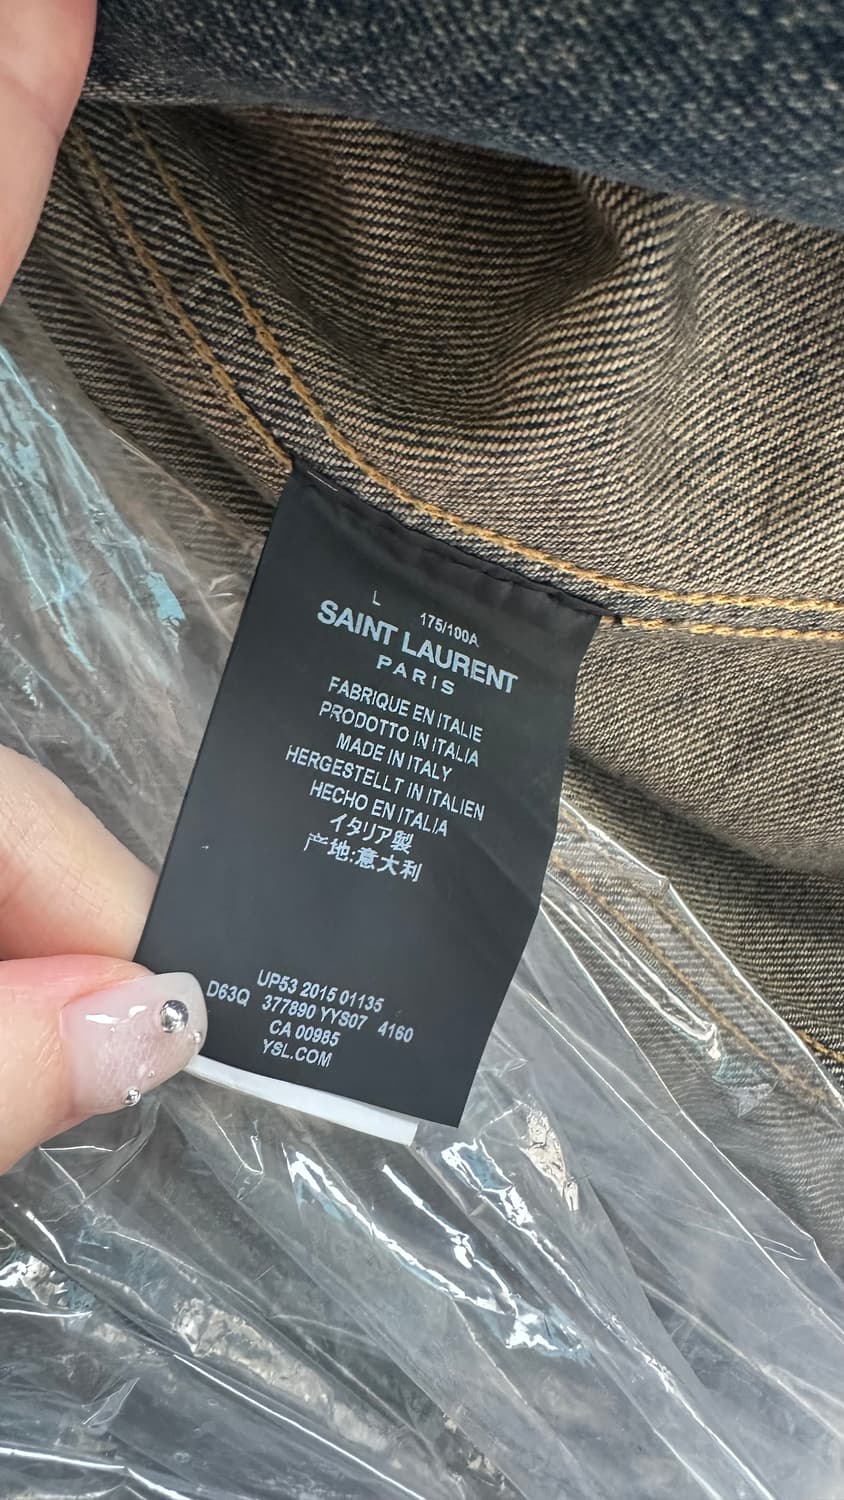 L 175/100A
SAINT LAURENT
PARIS
FABRIQUE EN ITALIE
PRODOTTO IN ITALIA
MADE IN ITALY
HERGESTELLT IN ITALIEN
HECHO EN ITALIA
イタリア製
产地:意大利
UP53 2015 01135
D63Q 377890 YYS07 4160
CA 00985
YSL.COM